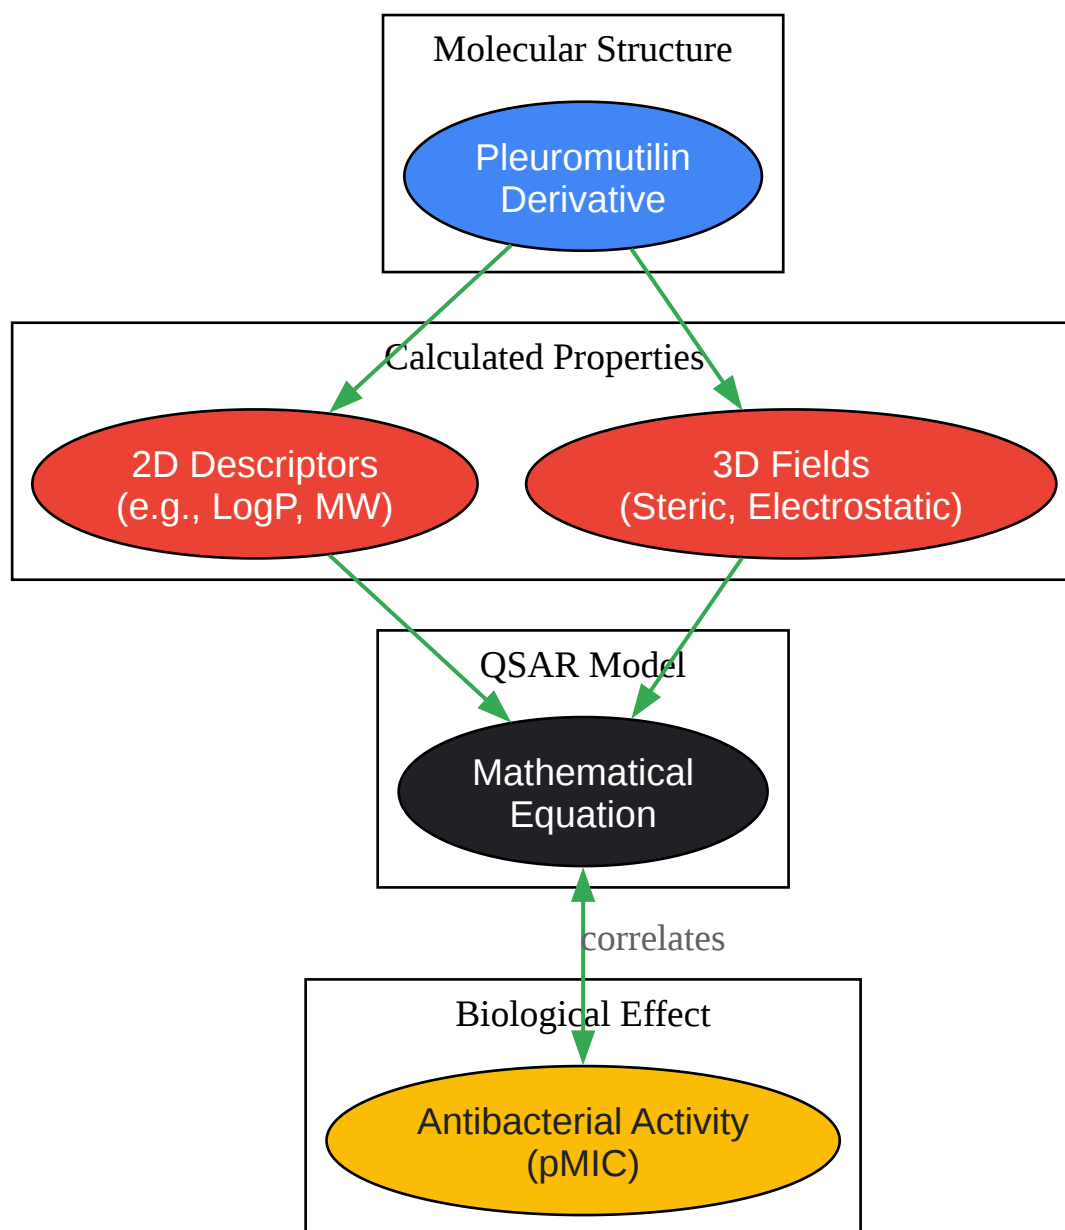 Molecular Structure
Pleuromutilin
Derivative
Calculated Properties
2D Descriptors
(e.g., LogP, MW)
3D Fields
(Steric, Electrostatic)
QSAR Model
Mathematical
Equation
correlates
Biological Effect
Antibacterial Activity
(pMIC)